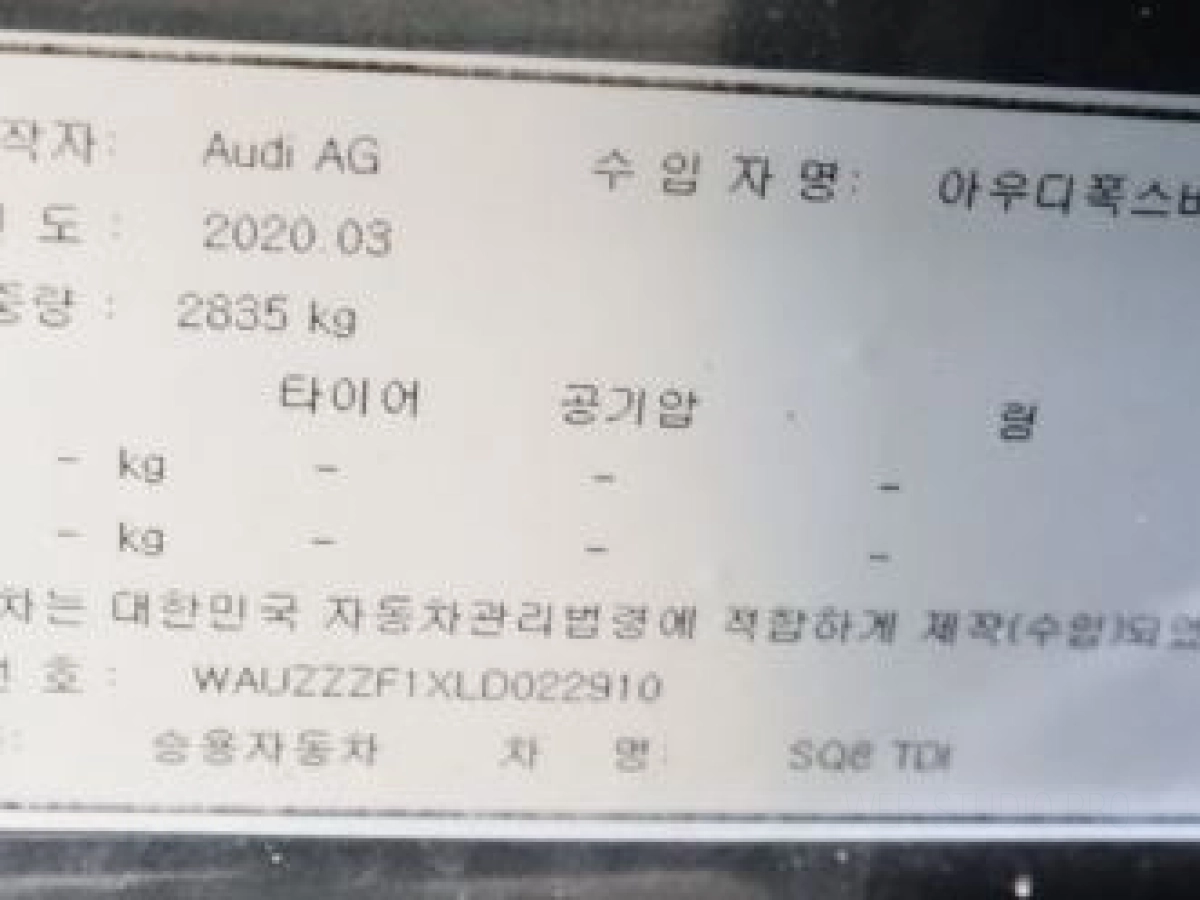 작자: Audi AG 수 입 자 명: 아우디폭스바
도 : 2020.03
중량 : 2835 kg
타이어 공기압 림
- kg - - -
- kg - - -
차는 대한민국 자동차관리법령에 적합하게 제작(수입)되었
번 호 : WAUZZZF1XLD022910
승용자동차 차 명: SQ8 TDI